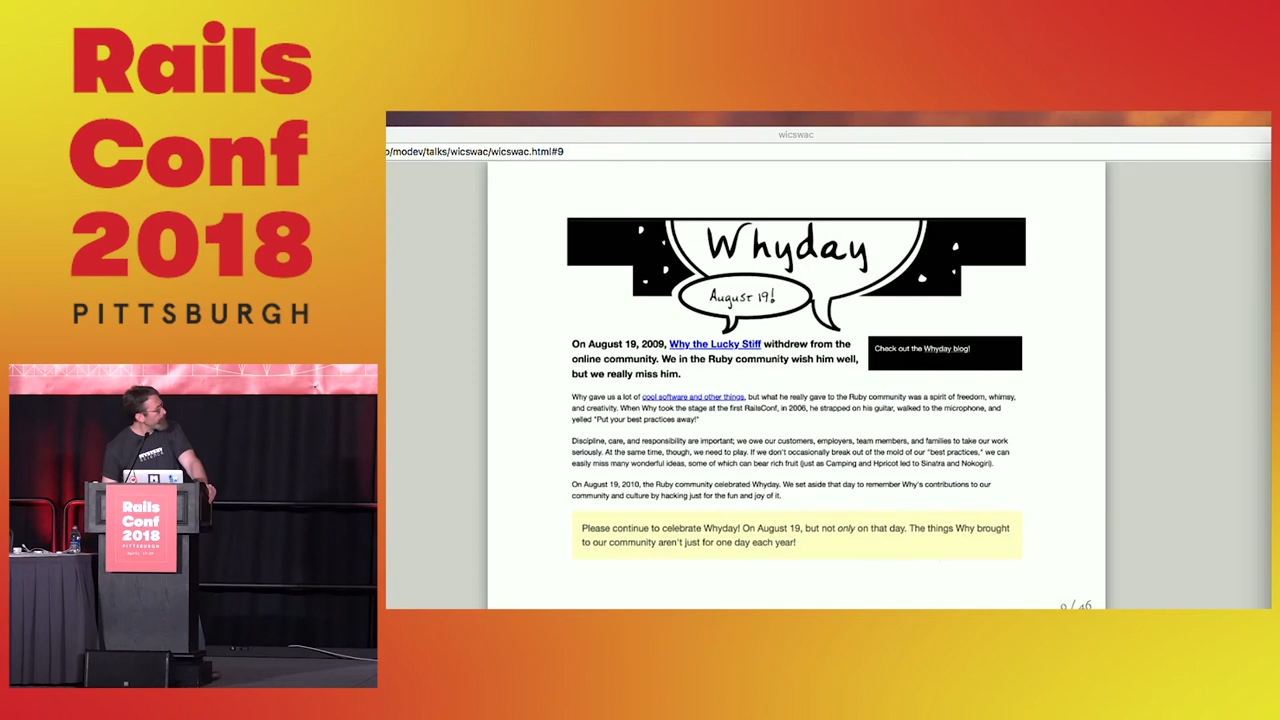 Rails
Conf
2018
PITTSBURGH
wicswac
o/modev/talks/wicswac/wicswac.html#9
Whyday
August 19!
On August 19, 2009, Why the Lucky Stiff withdrew from the
online community. We in the Ruby community wish him well,
but we really miss him.
Check out the Whyday blog!
Why gave us a lot of cool software and other things, but what he really gave to the Ruby community was a spirit of freedom, whimsy,
and creativity. When Why took the stage at the first RailsConf, in 2006, he strapped on his guitar, walked to the microphone, and
yelled "Put your best practices away!"
Discipline, care, and responsibility are important; we owe our customers, employers, team members, and families to take our work
seriously. At the same time, though, we need to play. If we don't occasionally break out of the mold of our "best practices," we can
easily miss many wonderful ideas, some of which can bear rich fruit (just as Camping and Hpricot led to Sinatra and Nokogiri).
On August 19, 2010, the Ruby community celebrated Whyday. We set aside that day to remember Why's contributions to our
community and culture by hacking just for the fun and joy of it.
Please continue to celebrate Whyday! On August 19, but not only on that day. The things Why brought
to our community aren't just for one day each year!
9 / 46
MYSTERY
SCIENCE
Rails
Conf
2018
PITTSBURGH